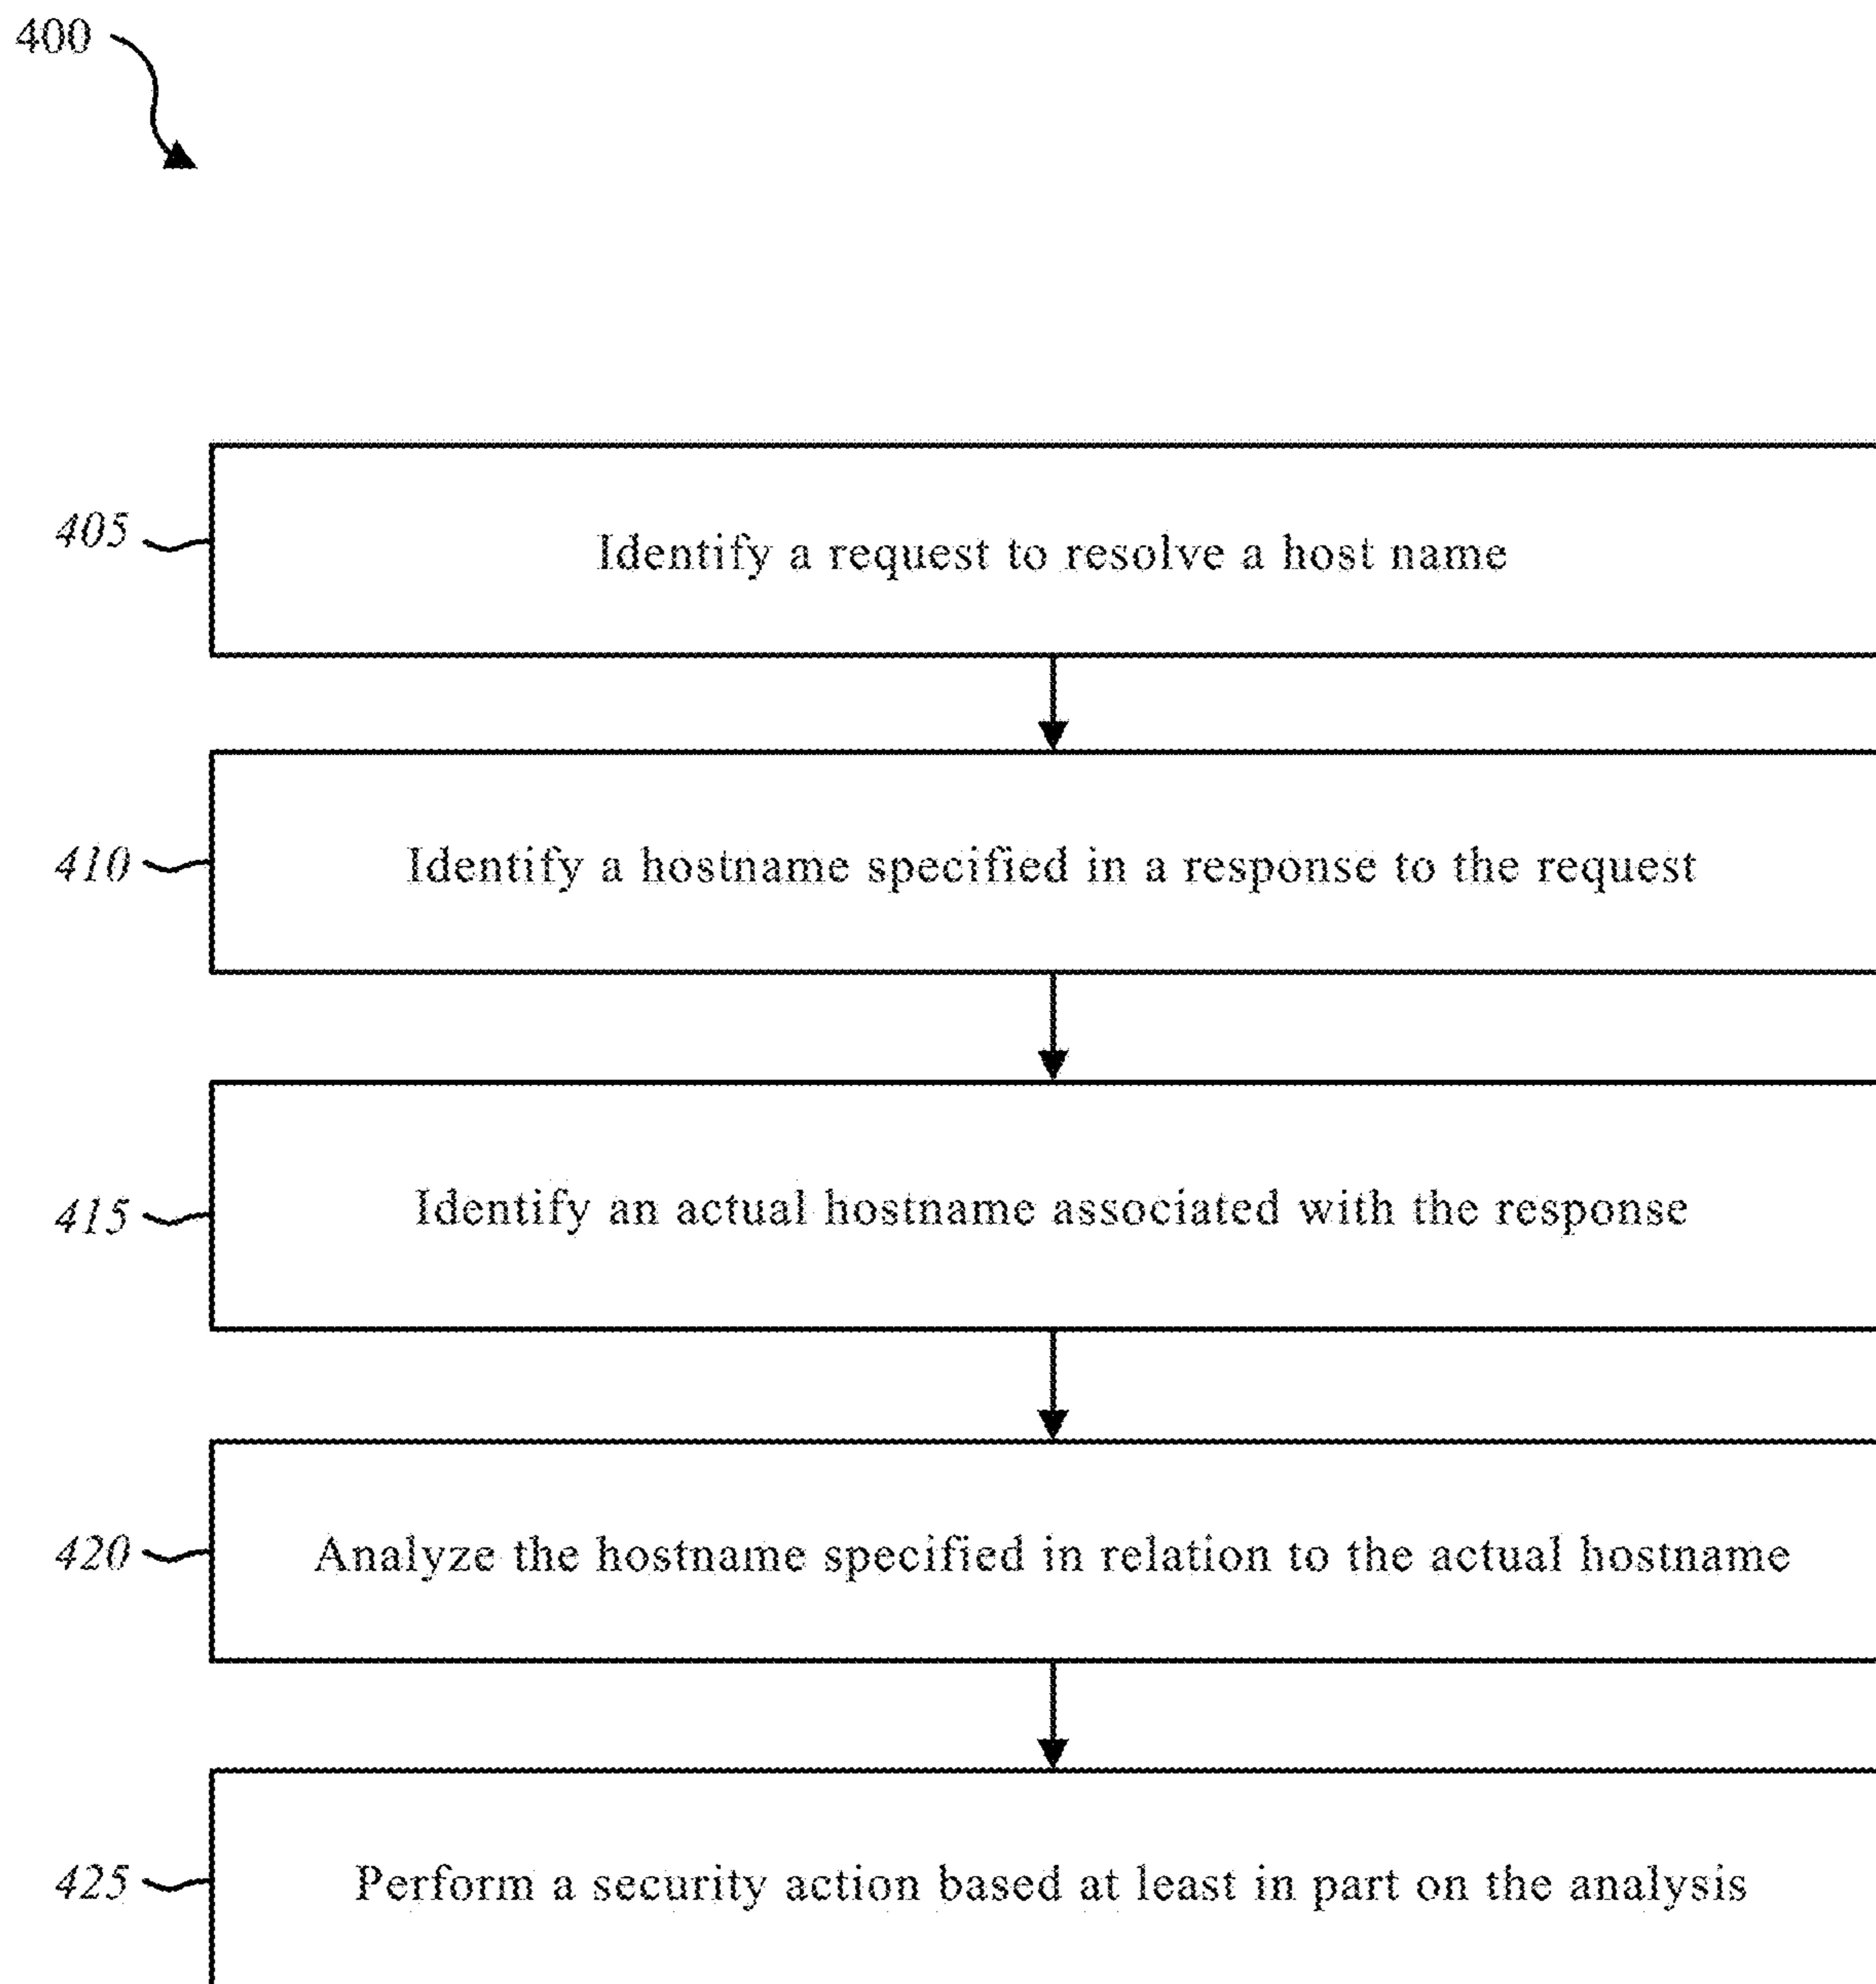 400
405
Identify a request to resolve a host name
410
Identify a hostname specified in a response to the request
415
Identify an actual hostname associated with the response
420
Analyze the hostname specified in relation to the actual hostname
425
Perform a security action based at least in part on the analysis